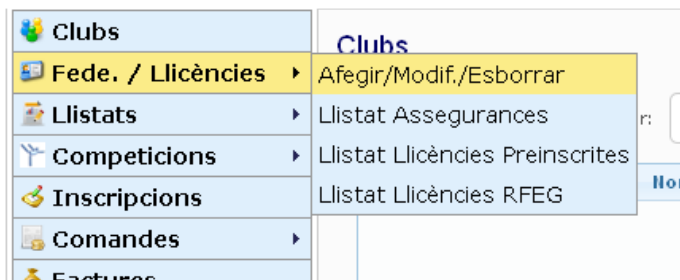 Clubs
Fede. / Llicències
Llistats
Competicions
Inscripcions
Comandes
Factures
Clubs
Afegir/Modif./Esborrar
Llistat Assegurances
Llistat Llicències Preinscrites
Llistat Llicències RFEG
r: